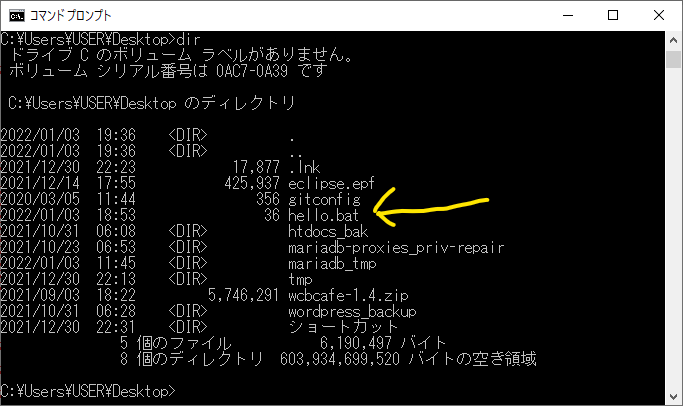 コマンドプロンプト
C:¥Users¥USER¥Desktop>dir
ドライブ C のボリューム ラベルがありません。
ボリューム シリアル番号は 0AC7-0A39 です
C:¥Users¥USER¥Desktop のディレクトリ
2022/01/03  19:36    <DIR>          .
2022/01/03  19:36    <DIR>          ..
2021/12/30  22:23            17,877 .lnk
2021/12/14  17:55           425,937 eclipse.epf
2020/03/05  11:44               356 gitconfig
2022/01/03  18:53                36 hello.bat
2021/10/31  06:08    <DIR>          htdocs_bak
2021/10/23  06:53    <DIR>          mariadb-proxies_priv-repair
2022/01/03  11:45    <DIR>          mariadb_tmp
2021/12/30  22:13    <DIR>          tmp
2021/09/03  18:22         5,746,291 wcbcafe-1.4.zip
2021/10/31  06:28    <DIR>          wordpress_backup
2021/12/30  22:31    <DIR>          ショートカット
5 個のファイル           6,190,497 バイト
8 個のディレクトリ  603,934,699,520 バイトの空き領域
C:¥Users¥USER¥Desktop>